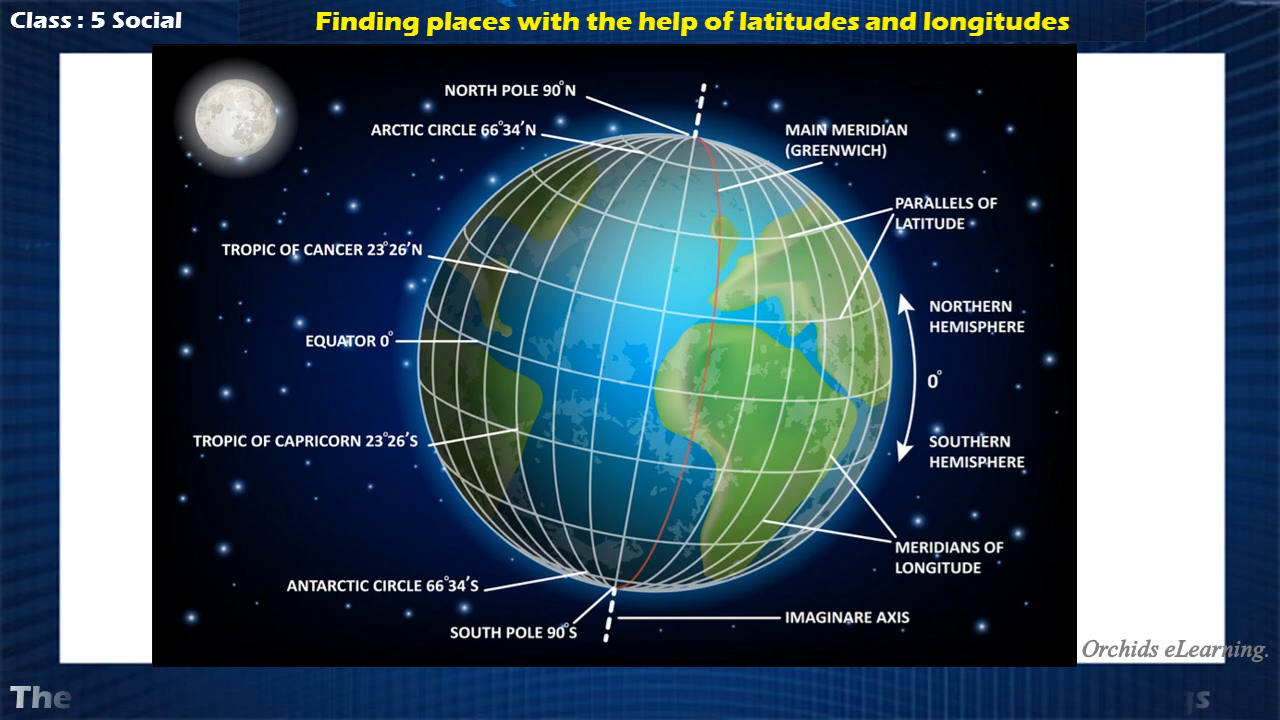 Class : 5 Social
Finding places with the help of latitudes and longitudes
NORTH POLE 90°N
ARCTIC CIRCLE 66°34'N
MAIN MERIDIAN
(GREENWICH)
PARALLELS OF
LATITUDE
TROPIC OF CANCER 23°26'N
NORTHERN
HEMISPHERE
EQUATOR 0°
0°
TROPIC OF CAPRICORN 23°26'S
SOUTHERN
HEMISPHERE
MERIDIANS OF
LONGITUDE
ANTARCTIC CIRCLE 66°34'S
IMAGINARE AXIS
SOUTH POLE 90°S
Orchids eLearning.
The